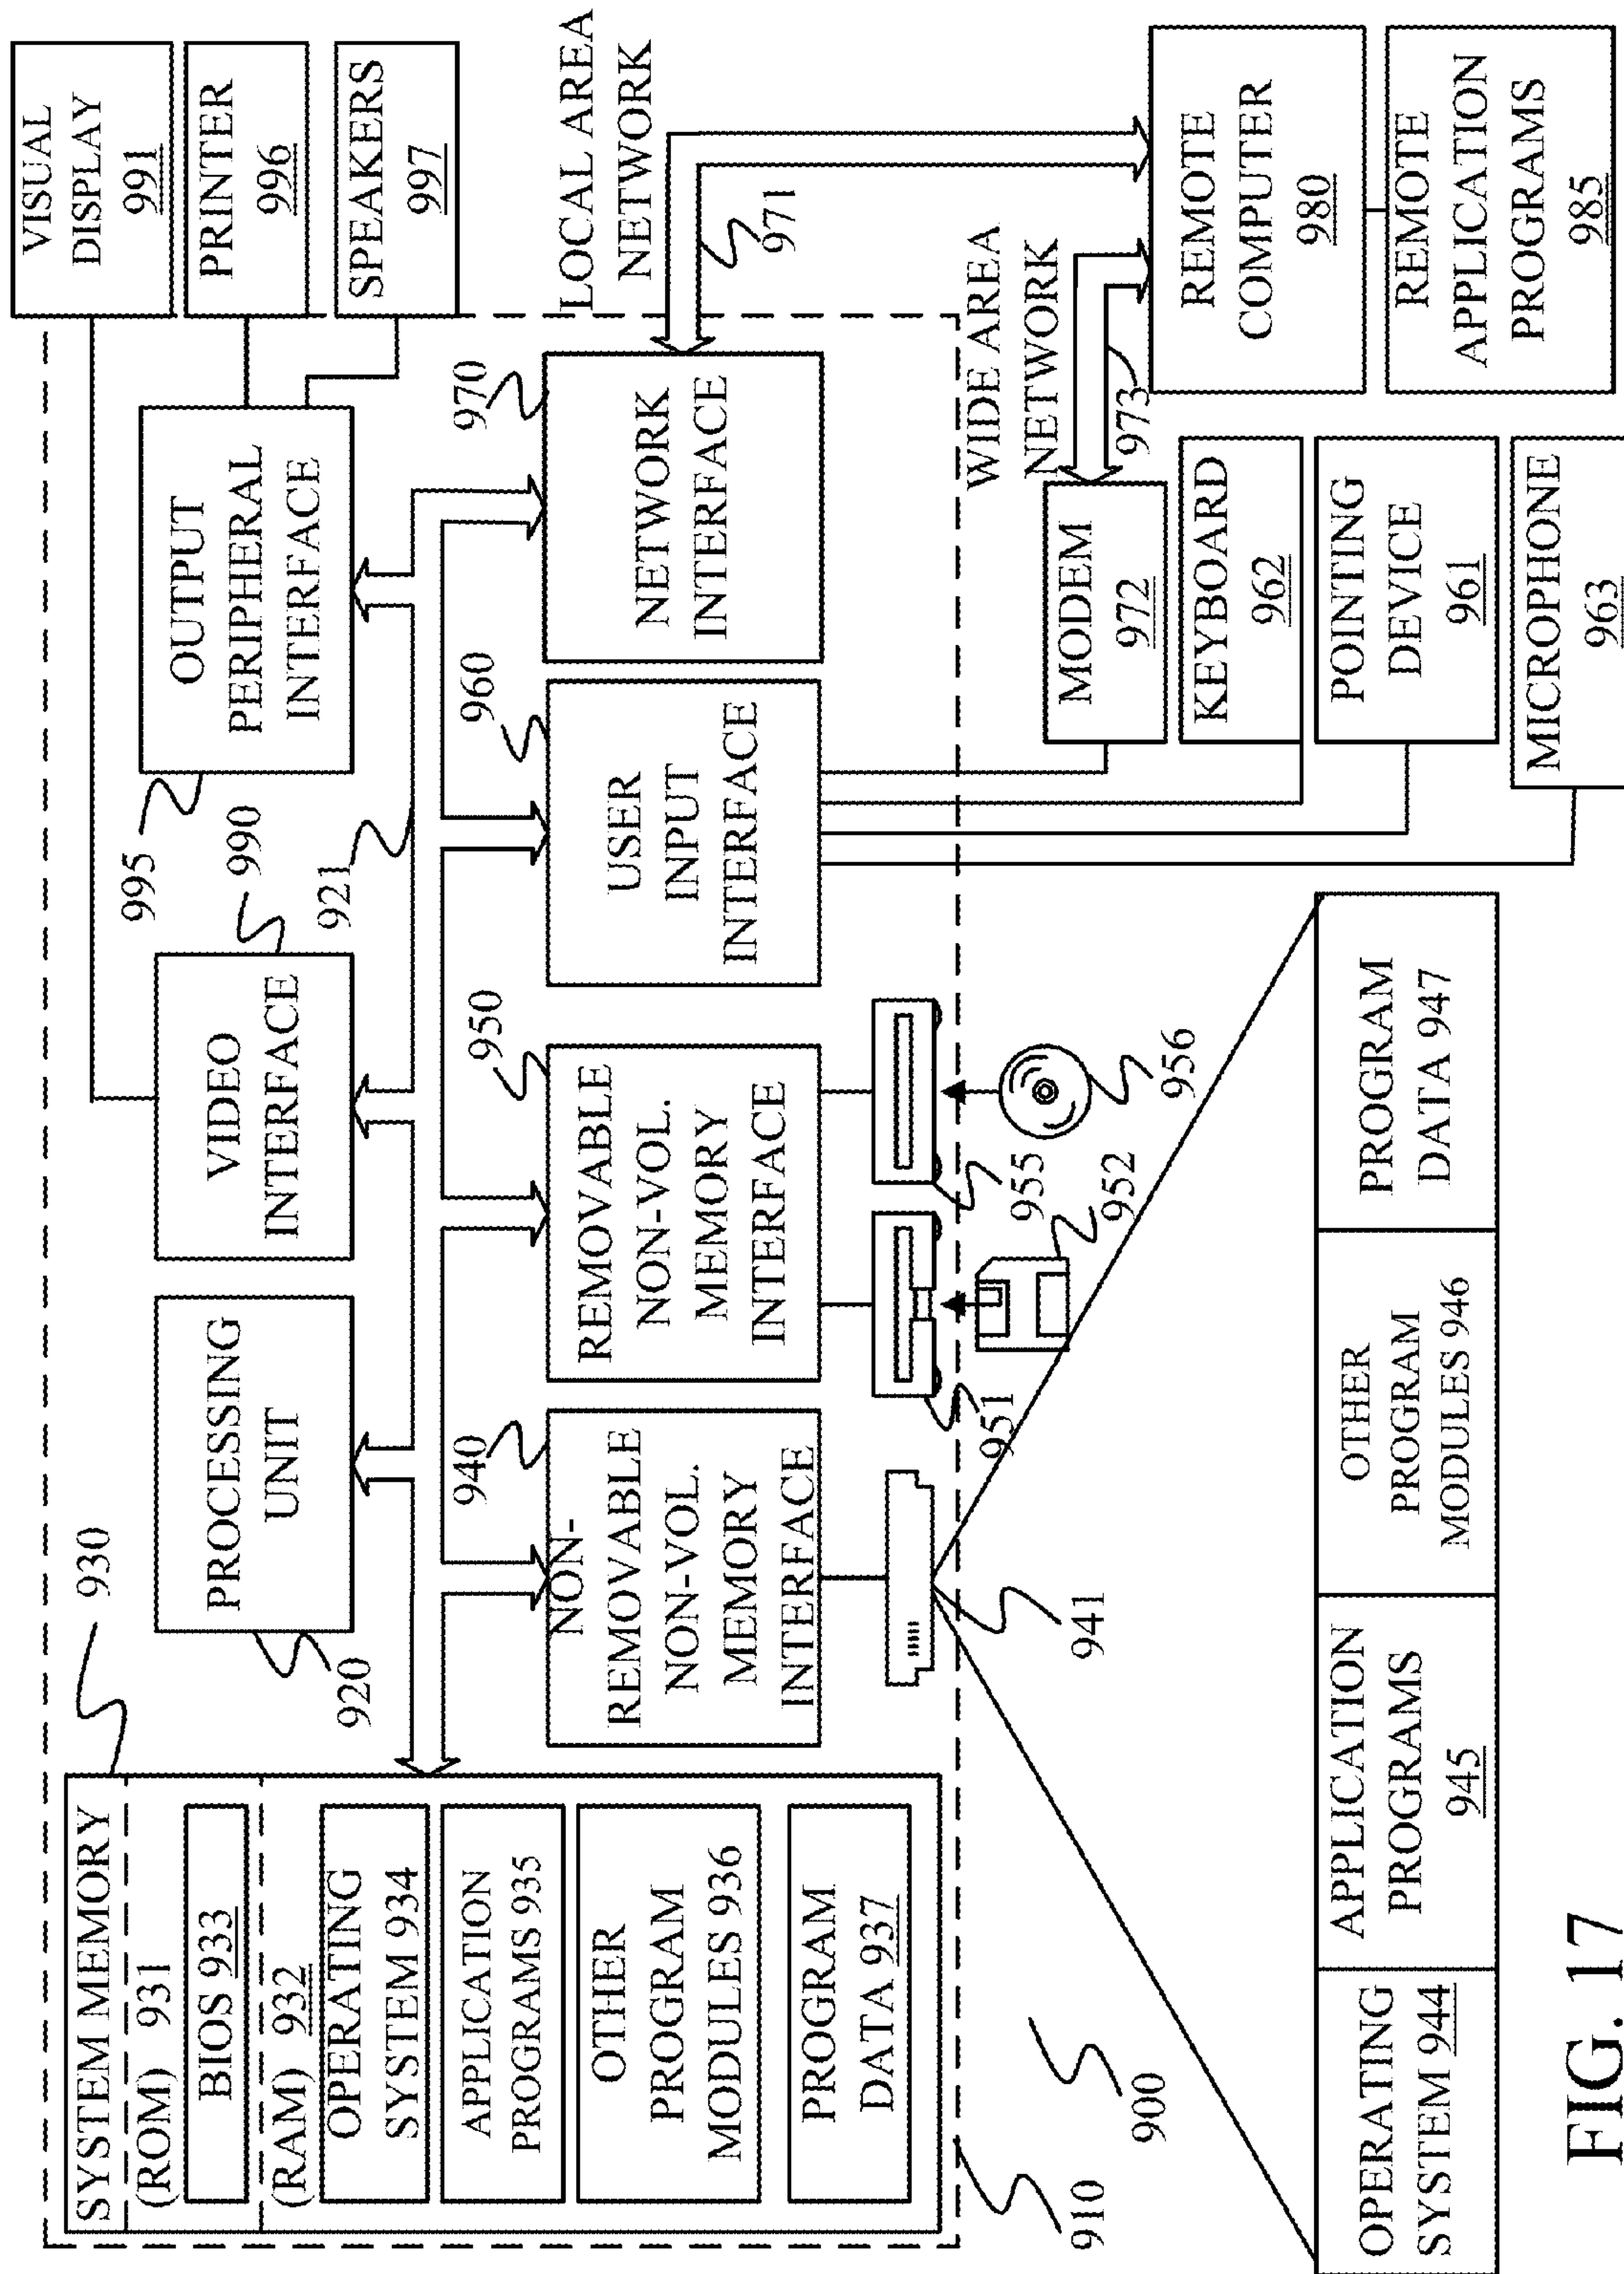 SYSTEM MEMORY
(ROM) 931
BIOS 933
(RAM) 932
OPERATING
SYSTEM 934
APPLICATION
PROGRAMS 935
OTHER
PROGRAM
MODULES 936
PROGRAM
DATA 937
930
PROCESSING
UNIT
920
VIDEO
INTERFACE
990
OUTPUT
PERIPHERAL
INTERFACE
995
921
VISUAL
DISPLAY
991
PRINTER
996
SPEAKERS
997
NON-
REMOVABLE
NON-VOL.
MEMORY
INTERFACE
940
REMOVABLE
NON-VOL.
MEMORY
INTERFACE
950
USER
INPUT
INTERFACE
960
NETWORK
INTERFACE
970
LOCAL AREA
NETWORK
971
941
951
952
955
956
WIDE AREA
NETWORK
973
MODEM
972
KEYBOARD
962
POINTING
DEVICE
961
MICROPHONE
963
REMOTE
COMPUTER
980
REMOTE
APPLICATION
PROGRAMS
985
910
900
OPERATING
SYSTEM 944
APPLICATION
PROGRAMS
945
OTHER
PROGRAM
MODULES 946
PROGRAM
DATA 947
FIG. 17